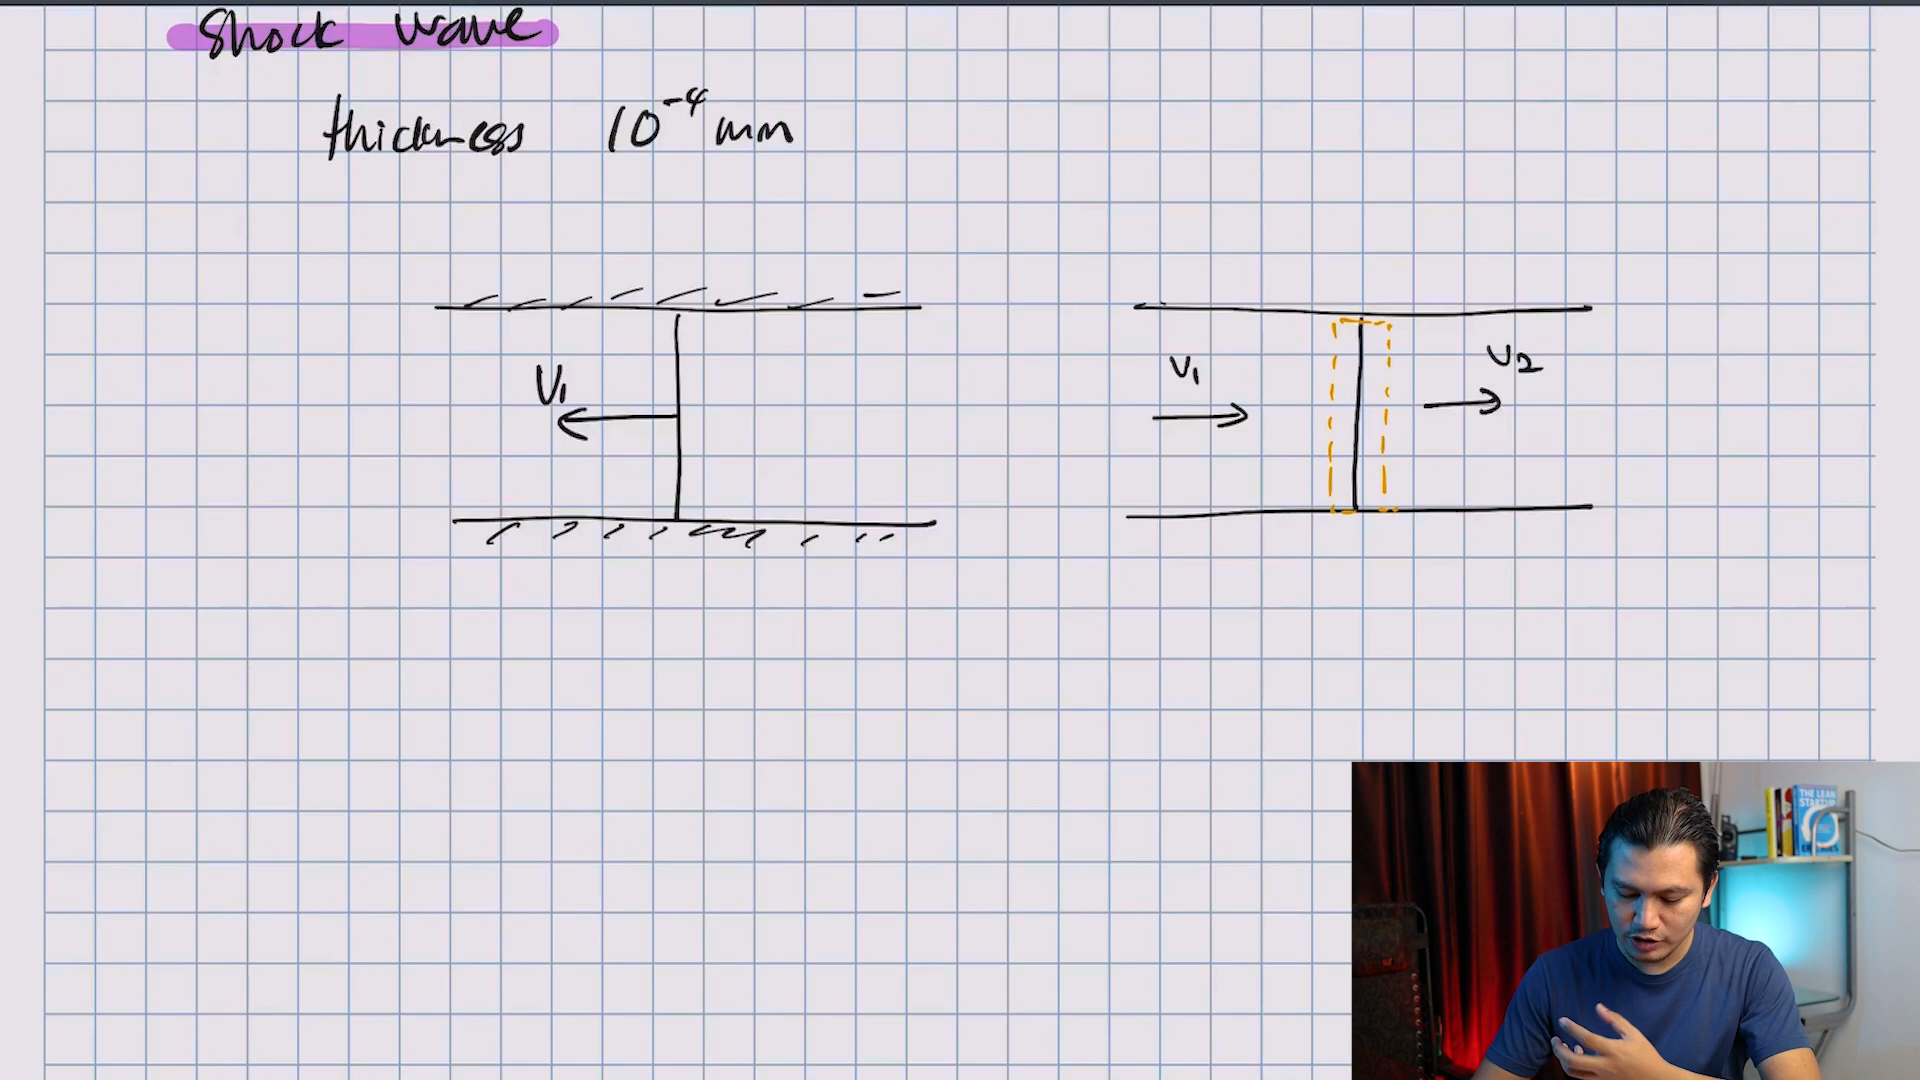 Shock wave
thickness 10⁻⁴ mm
V₁
V₁
V₂
THE LEAN
STARTUP